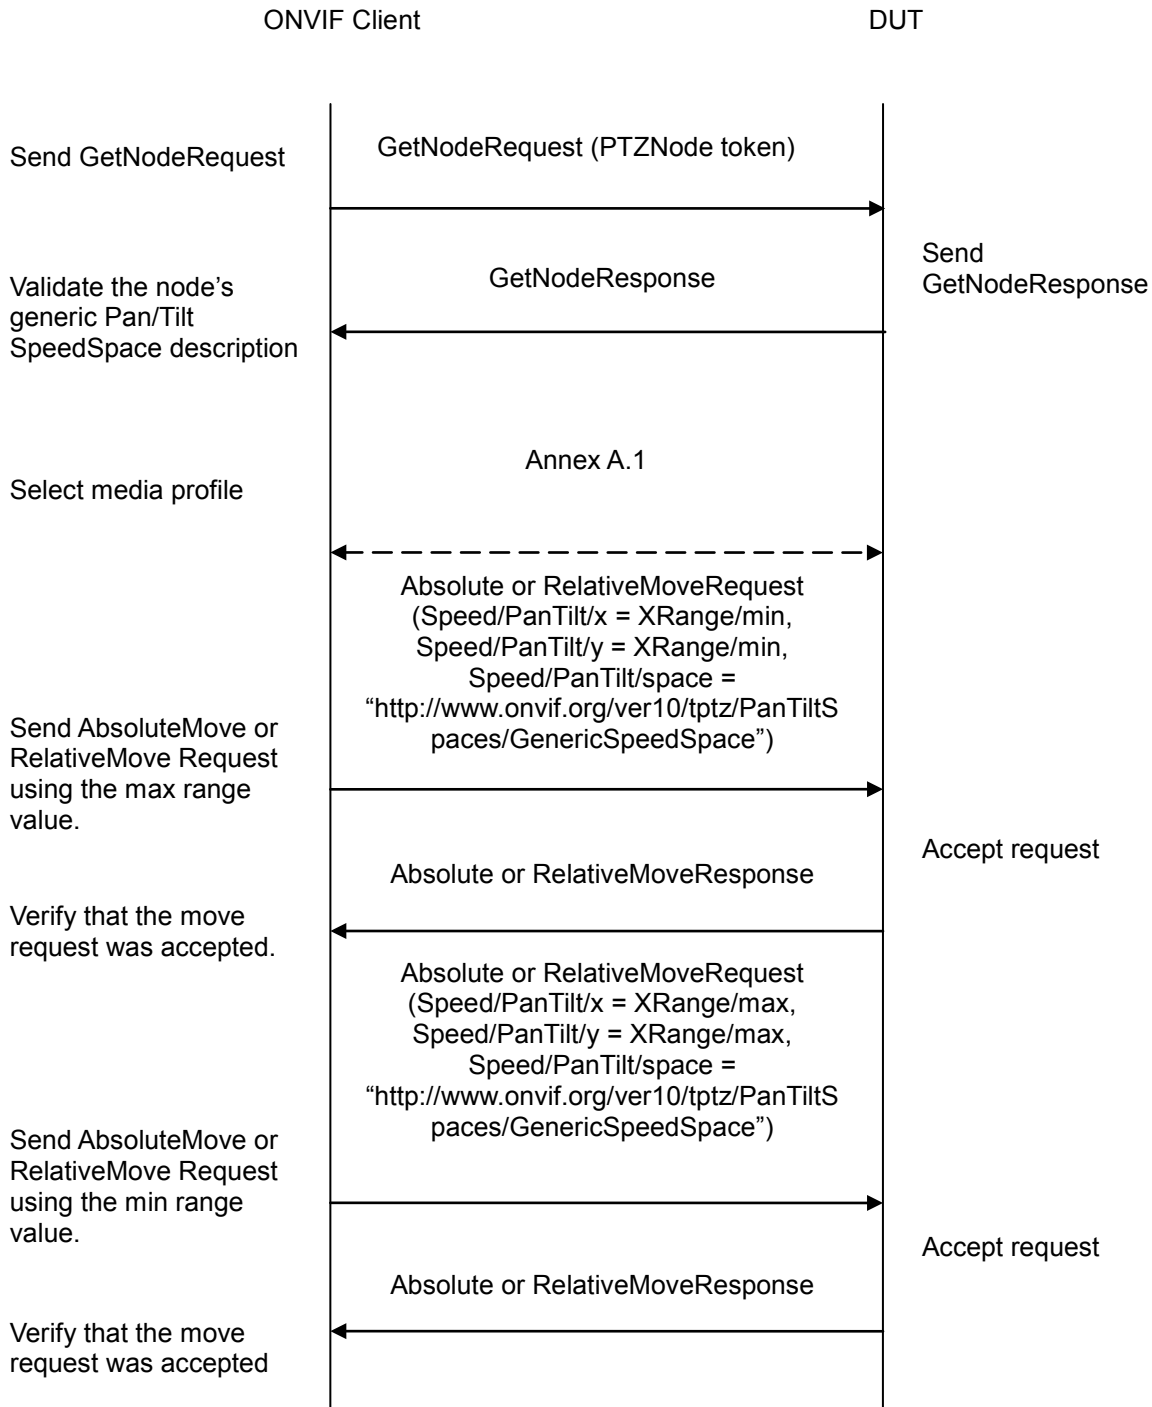 ONVIF Client
DUT
Send GetNodeRequest
GetNodeRequest (PTZNode token)
Send
GetNodeResponse
GetNodeResponse
Validate the node’s
generic Pan/Tilt
SpeedSpace description
Annex A.1
Select media profile
Absolute or RelativeMoveRequest
(Speed/PanTilt/x = XRange/min,
Speed/PanTilt/y = XRange/min,
Speed/PanTilt/space =
“http://www.onvif.org/ver10/tptz/PanTiltS
paces/GenericSpeedSpace”)
Send AbsoluteMove or
RelativeMove Request
using the max range
value.
Accept request
Absolute or RelativeMoveResponse
Verify that the move
request was accepted.
Absolute or RelativeMoveRequest
(Speed/PanTilt/x = XRange/max,
Speed/PanTilt/y = XRange/max,
Speed/PanTilt/space =
“http://www.onvif.org/ver10/tptz/PanTiltS
paces/GenericSpeedSpace”)
Send AbsoluteMove or
RelativeMove Request
using the min range
value.
Accept request
Absolute or RelativeMoveResponse
Verify that the move
request was accepted